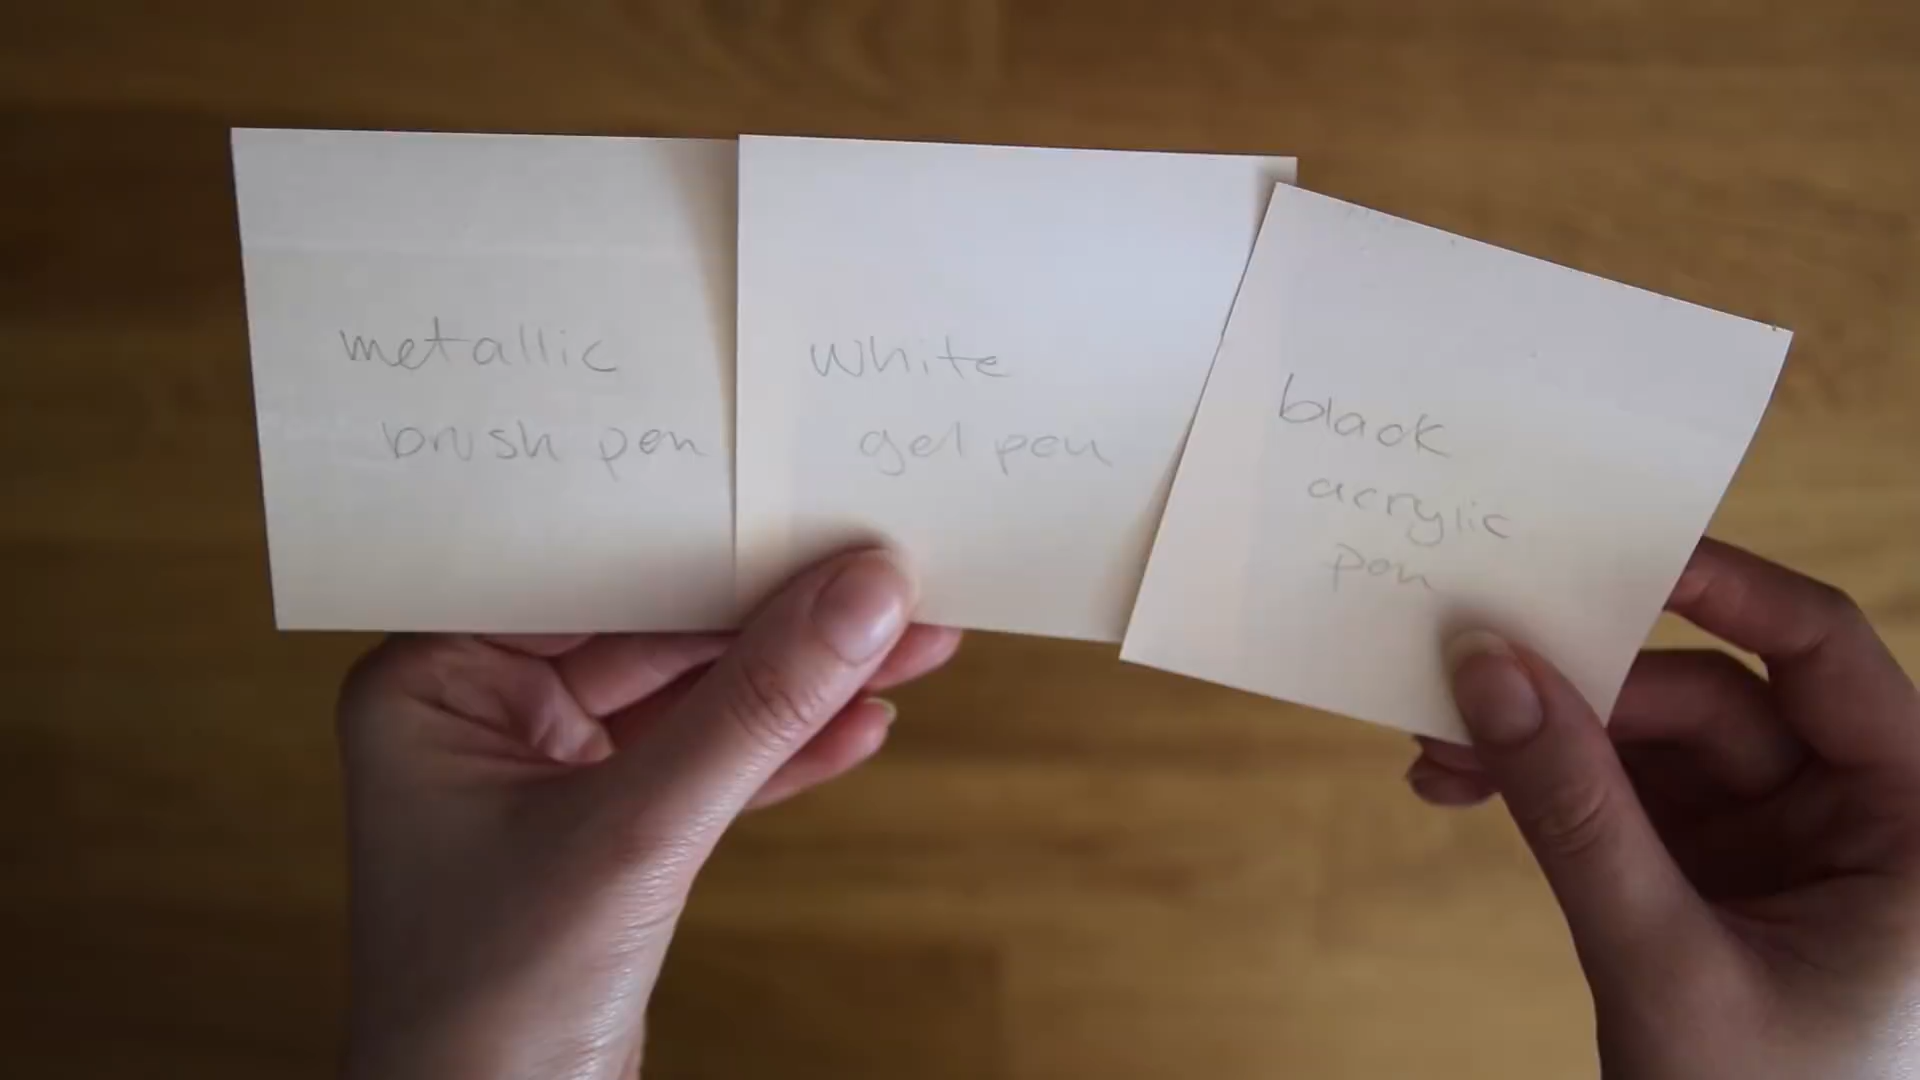 metallic
brush pen
white
gel pen
black
acrylic
pen